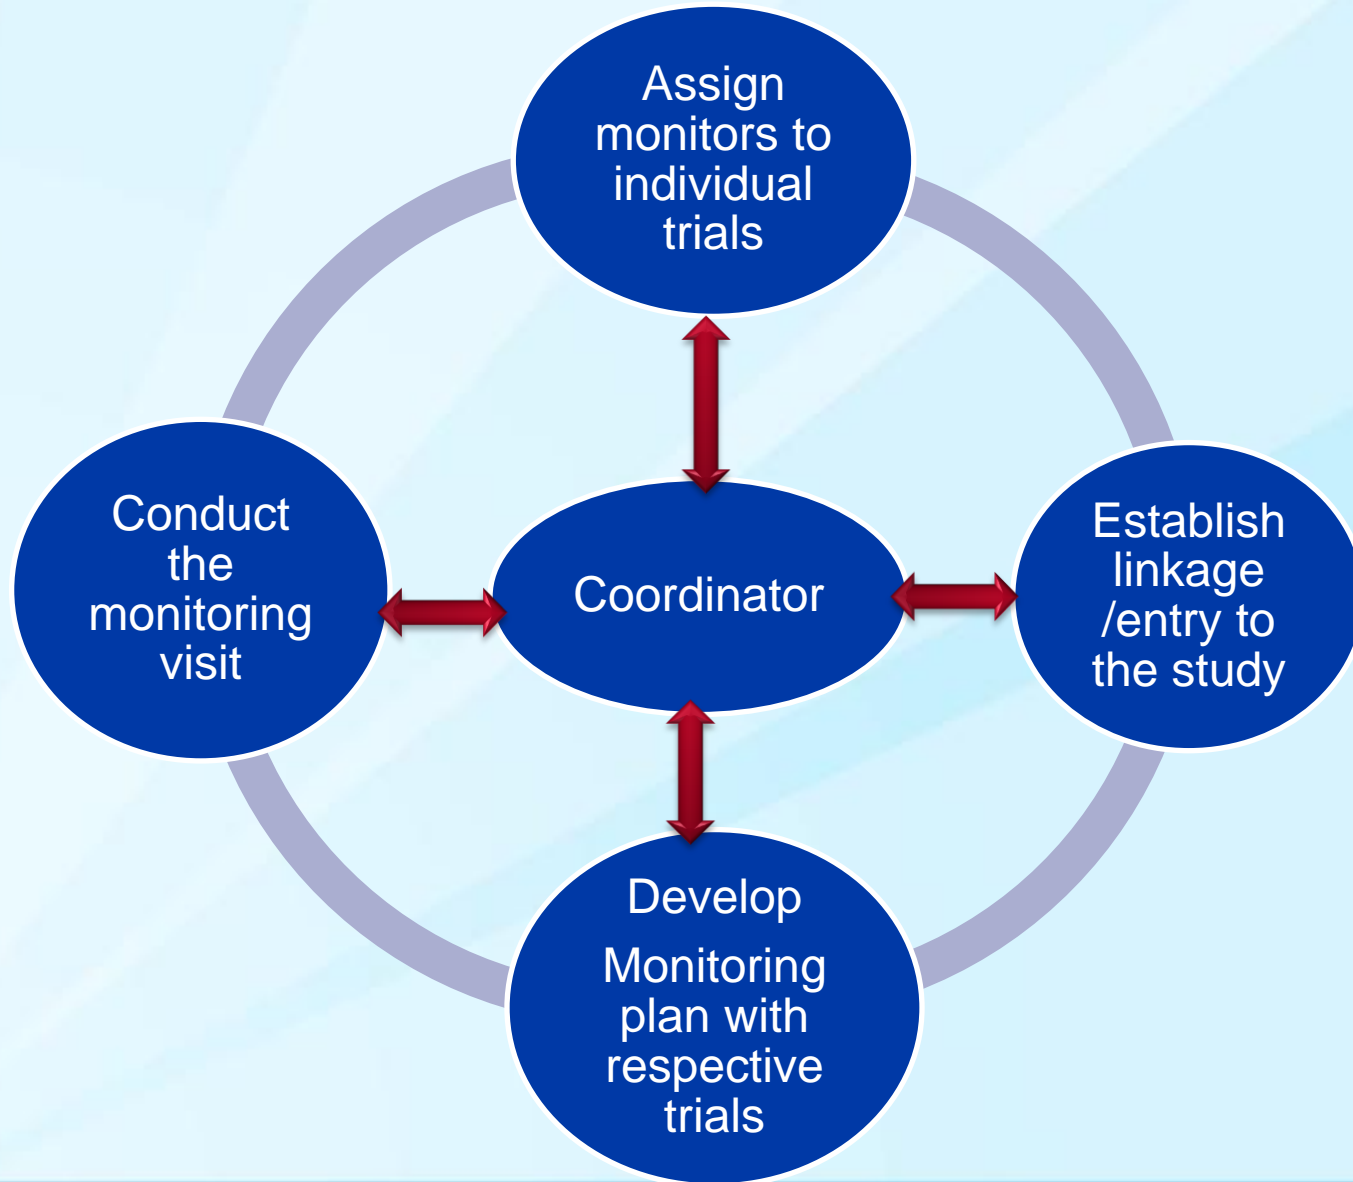 Assign
monitors to
individual
trials
Conduct
the
monitoring
visit
Coordinator
Establish
linkage
/entry to
the study
Develop
Monitoring
plan with
respective
trials